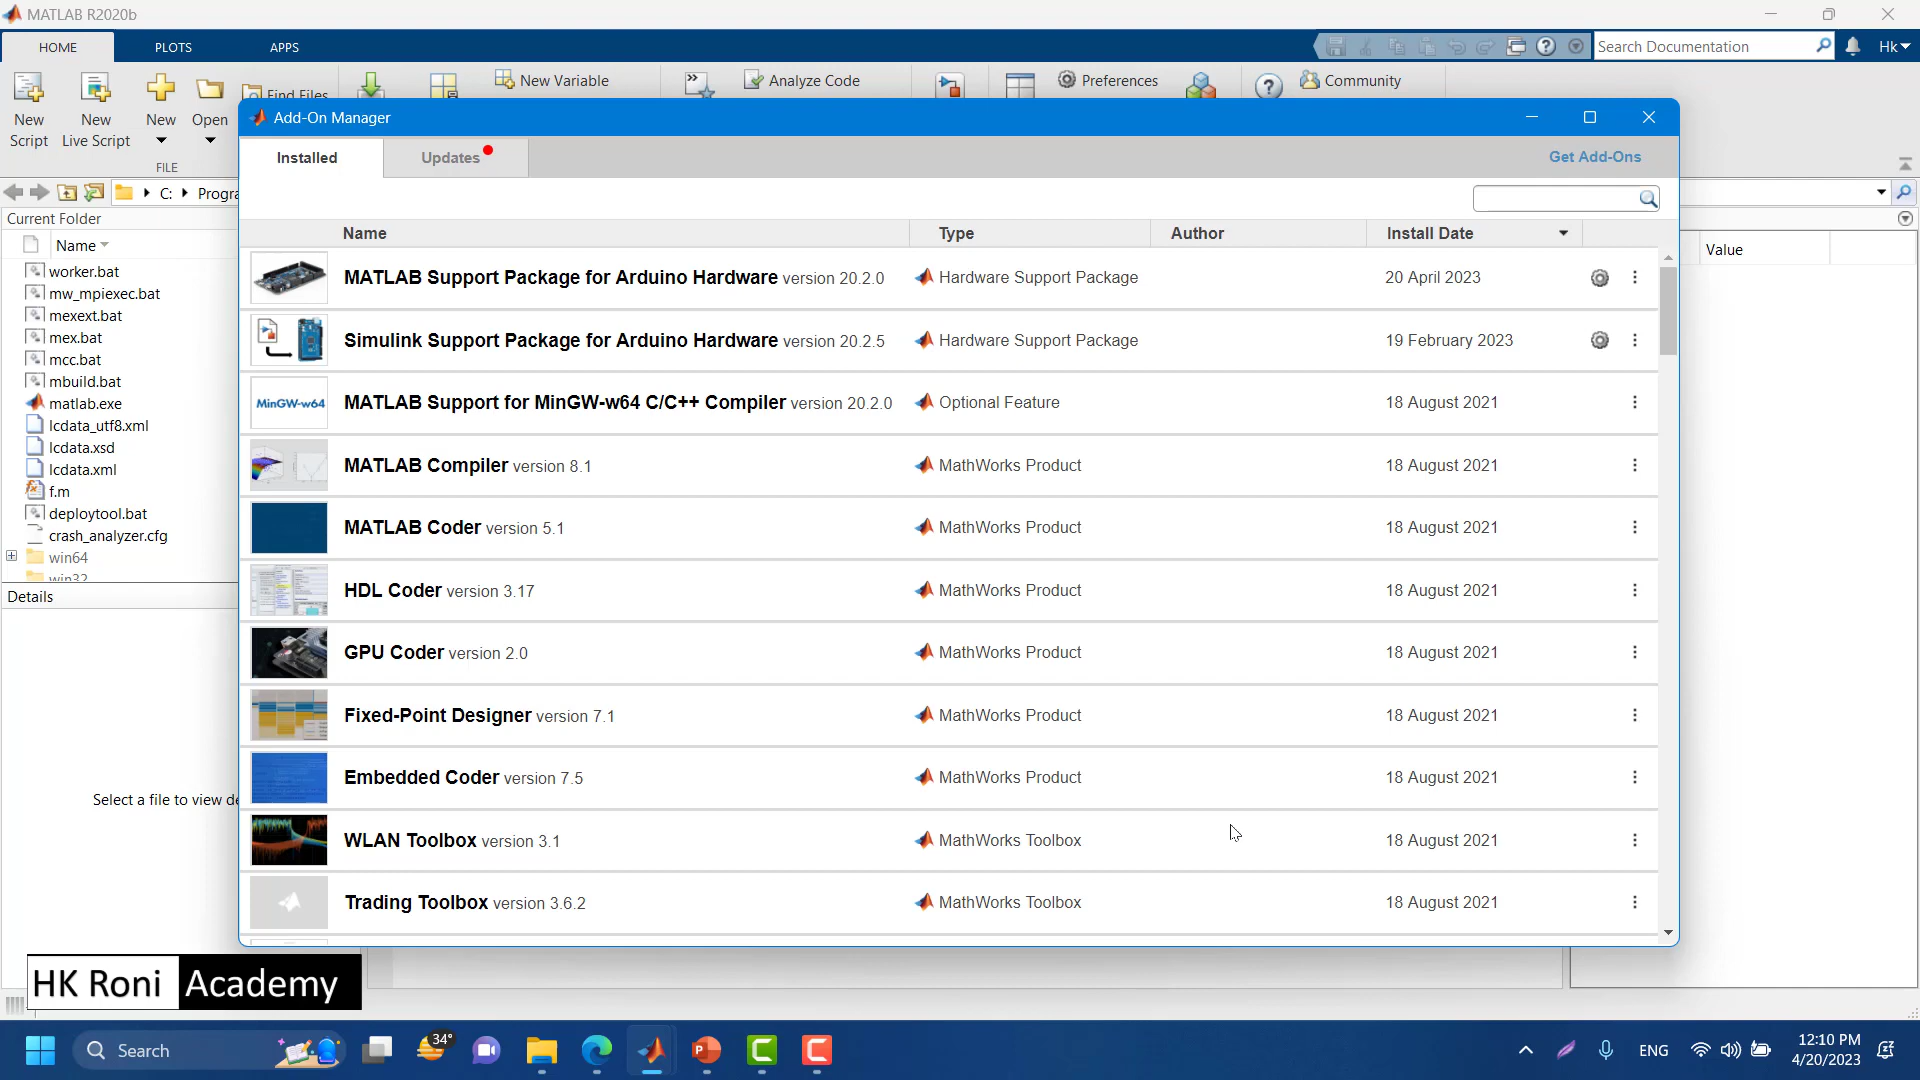 MATLAB R2020b
HOME PLOTS APPS
Search Documentation
Hk
New Script
New Live Script
New
Open
Find Files
New Variable
Analyze Code
Preferences
Community
FILE
C: Progra
Current Folder
Name
worker.bat
mw_mpiexec.bat
mexext.bat
mex.bat
mcc.bat
mbuild.bat
matlab.exe
lcdata_utf8.xml
lcdata.xsd
lcdata.xml
f.m
deploytool.bat
crash_analyzer.cfg
win64
win32
Details
Select a file to view de
Value
Add-On Manager
Installed Updates Get Add-Ons
Name Type Author Install Date
MATLAB Support Package for Arduino Hardware version 20.2.0 Hardware Support Package 20 April 2023
Simulink Support Package for Arduino Hardware version 20.2.5 Hardware Support Package 19 February 2023
MinGW-w64 MATLAB Support for MinGW-w64 C/C++ Compiler version 20.2.0 Optional Feature 18 August 2021
MATLAB Compiler version 8.1 MathWorks Product 18 August 2021
MATLAB Coder version 5.1 MathWorks Product 18 August 2021
HDL Coder version 3.17 MathWorks Product 18 August 2021
GPU Coder version 2.0 MathWorks Product 18 August 2021
Fixed-Point Designer version 7.1 MathWorks Product 18 August 2021
Embedded Coder version 7.5 MathWorks Product 18 August 2021
WLAN Toolbox version 3.1 MathWorks Toolbox 18 August 2021
Trading Toolbox version 3.6.2 MathWorks Toolbox 18 August 2021
HK Roni Academy
Search
34°
ENG
12:10 PM
4/20/2023